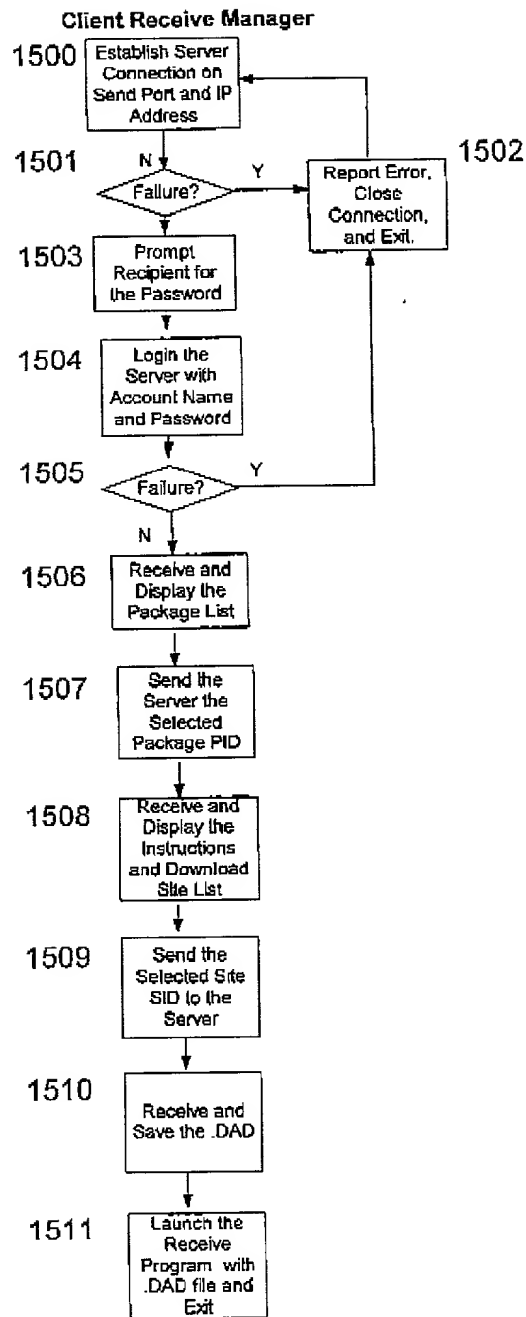 Client Receive Manager
1500
Establish Server
Connection on
Send Port and IP
Address
1501
N
Y
Failure?
1502
Report Error,
Close
Connection,
and Exit.
1503
Prompt
Recipient for
the Password
1504
Login the
Server with
Account Name
and Password
1505
Y
Failure?
N
1506
Receive and
Display the
Package List
1507
Send the
Server the
Selected
Package PID
1508
Receive and
Display the
Instructions
and Download
Site List
1509
Send the
Selected Site
SID to the
Server
1510
Receive and
Save the .DAD
1511
Launch the
Receive
Program with
.DAD file and
Exit